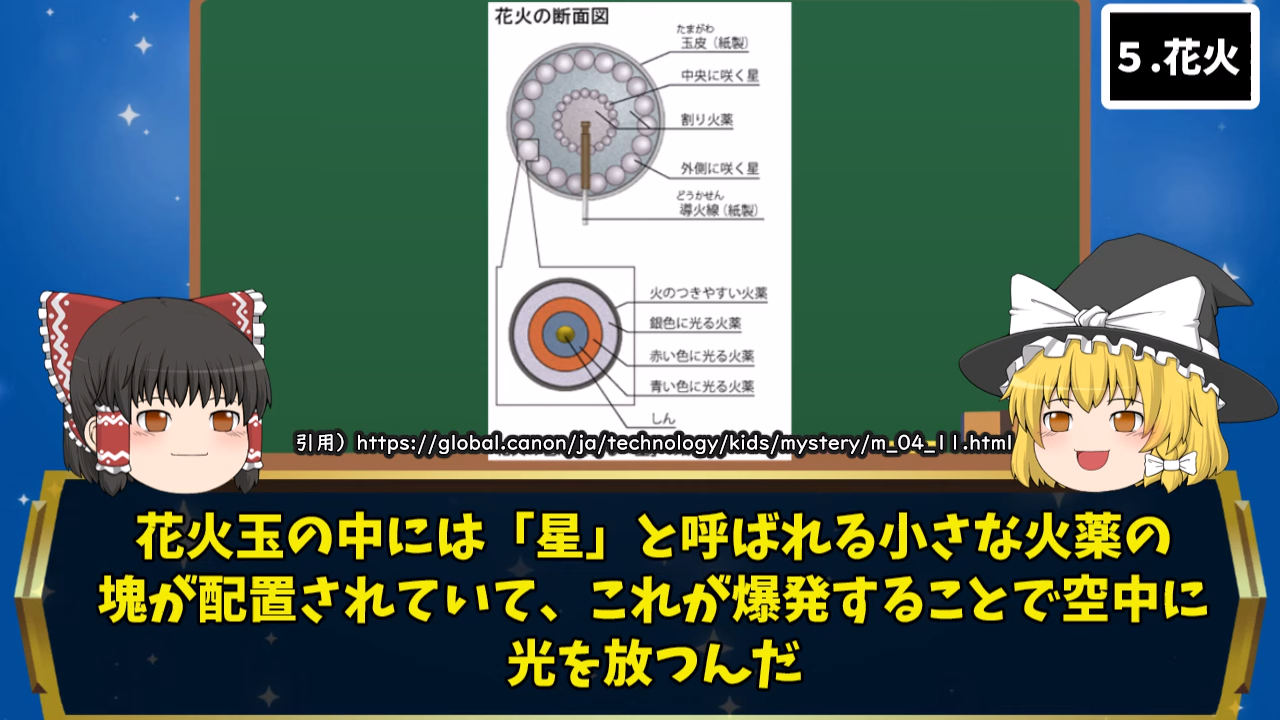 花火の断面図
5.花火
たまがわ
玉皮（紙製）
中央に咲く星
割り火薬
外側に咲く星
どうかせん
導火線（紙製）
火のつきやすい火薬
銀色に光る火薬
赤い色に光る火薬
青い色に光る火薬
しん
引用）https://global.canon/ja/technology/kids/mystery/m_04_11.html
花火玉の中には「星」と呼ばれる小さな火薬の
塊が配置されていて、これが爆発することで空中に
光を放つんだ